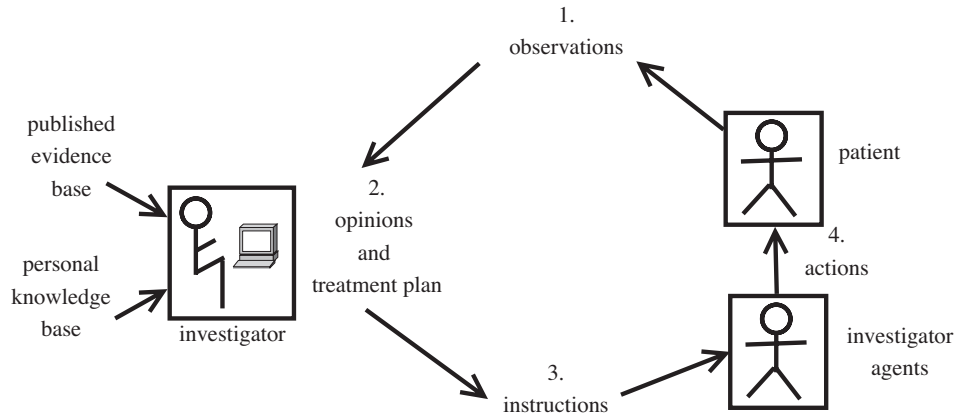 1.
observations
published
evidence
base
personal
knowledge
base
investigator
2.
opinions
and
treatment plan
3.
instructions
patient
4.
actions
investigator
agents